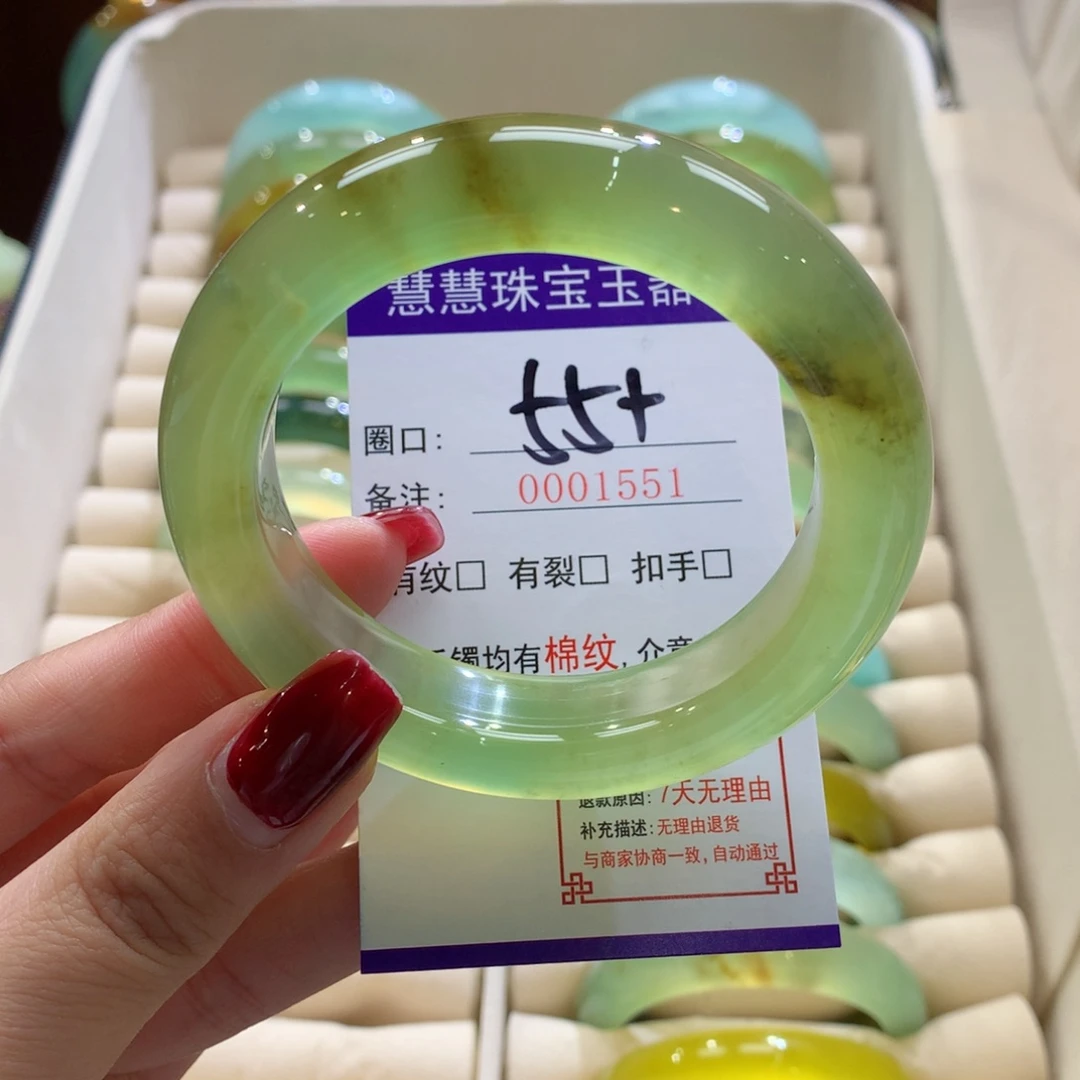 慧慧珠宝玉器
圈口: 55+
备注: 0001551
有纹□ 有裂□ 扣手□
手镯均有棉纹, 介意
退款原因: 7天无理由
补充描述: 无理由退货
与商家协商一致, 自动通过